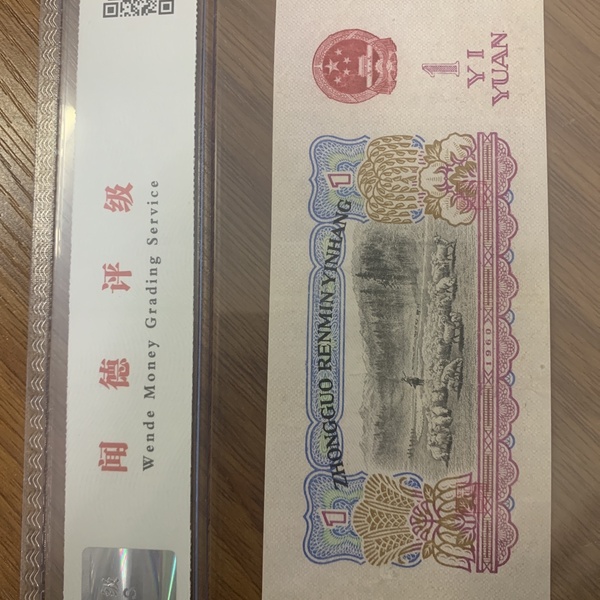 闻德评级
Wende Money Grading Service
ZHONGGUO RENMIN YINHANG
1
1
1960
1
YI
YUAN